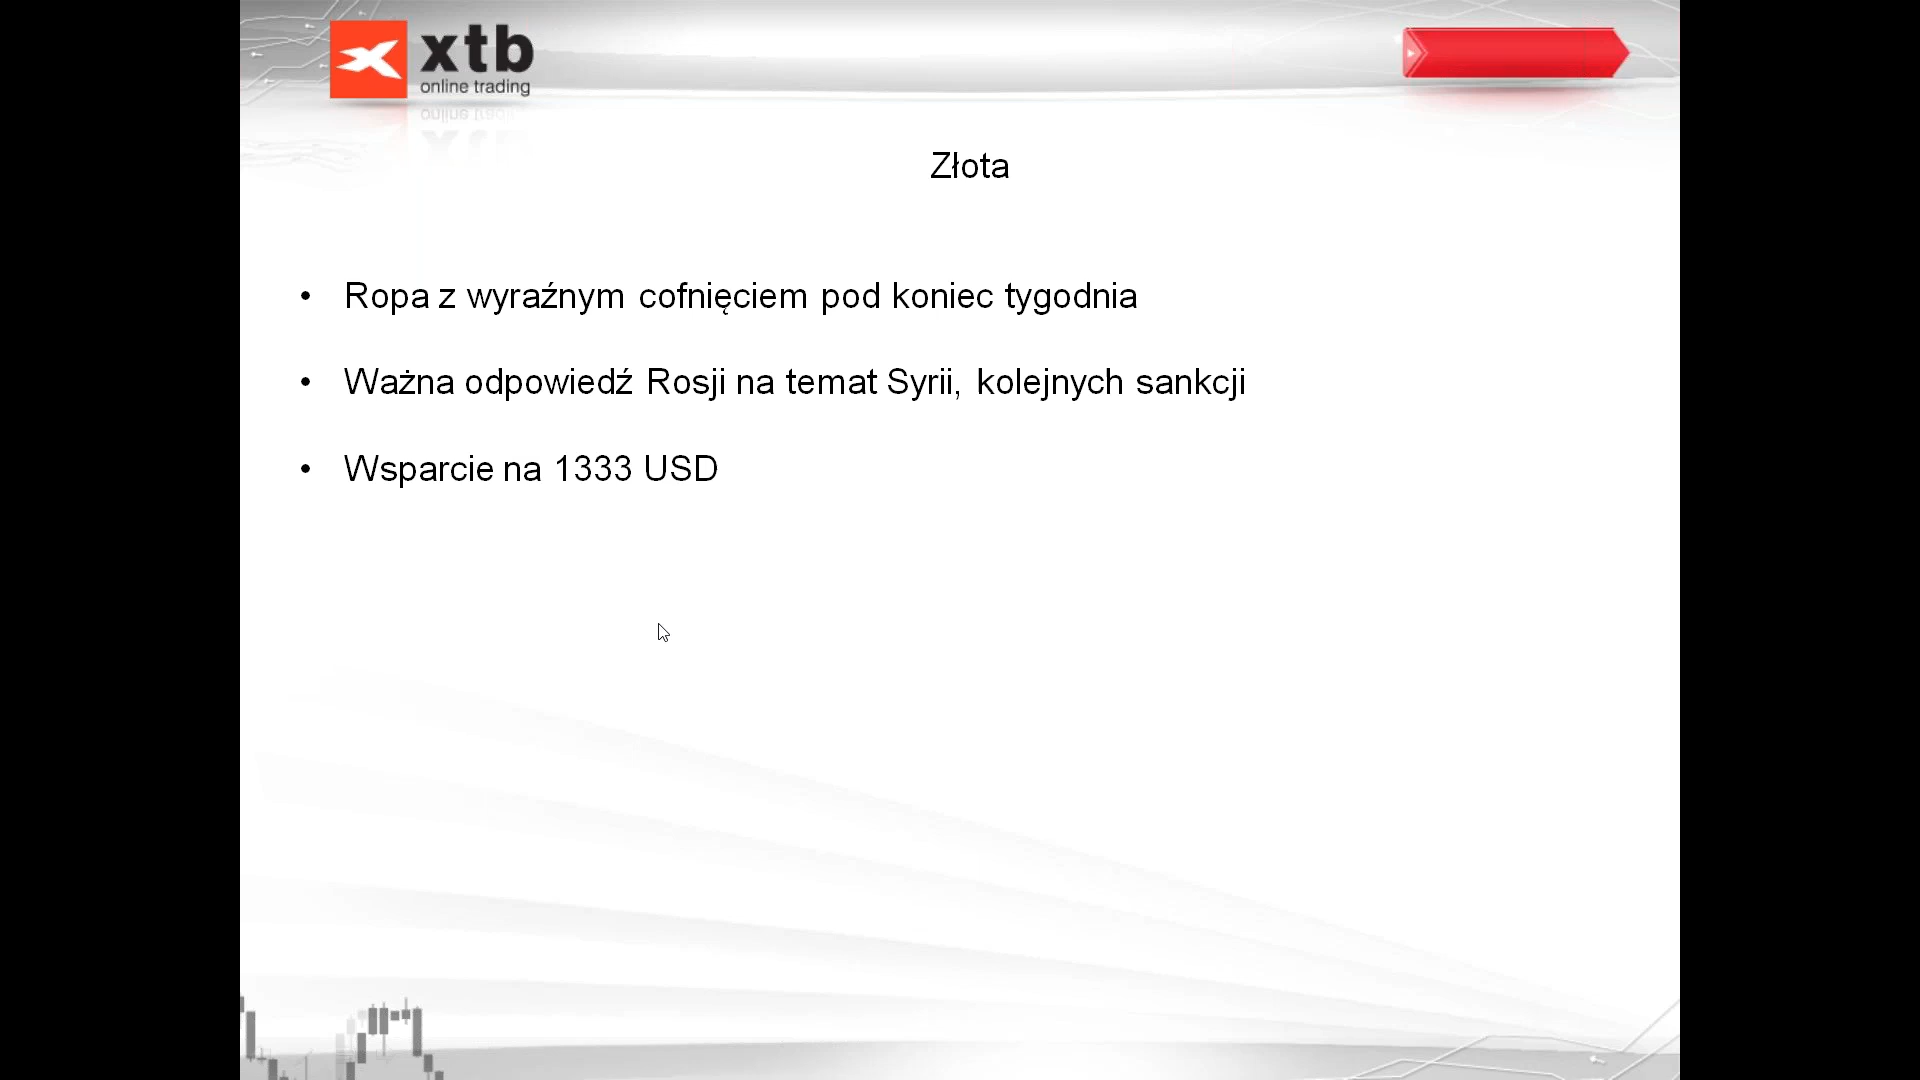 xtb
online trading
Złota
• Ropa z wyraźnym cofnięciem pod koniec tygodnia
• Ważna odpowiedź Rosji na temat Syrii, kolejnych sankcji
• Wsparcie na 1333 USD